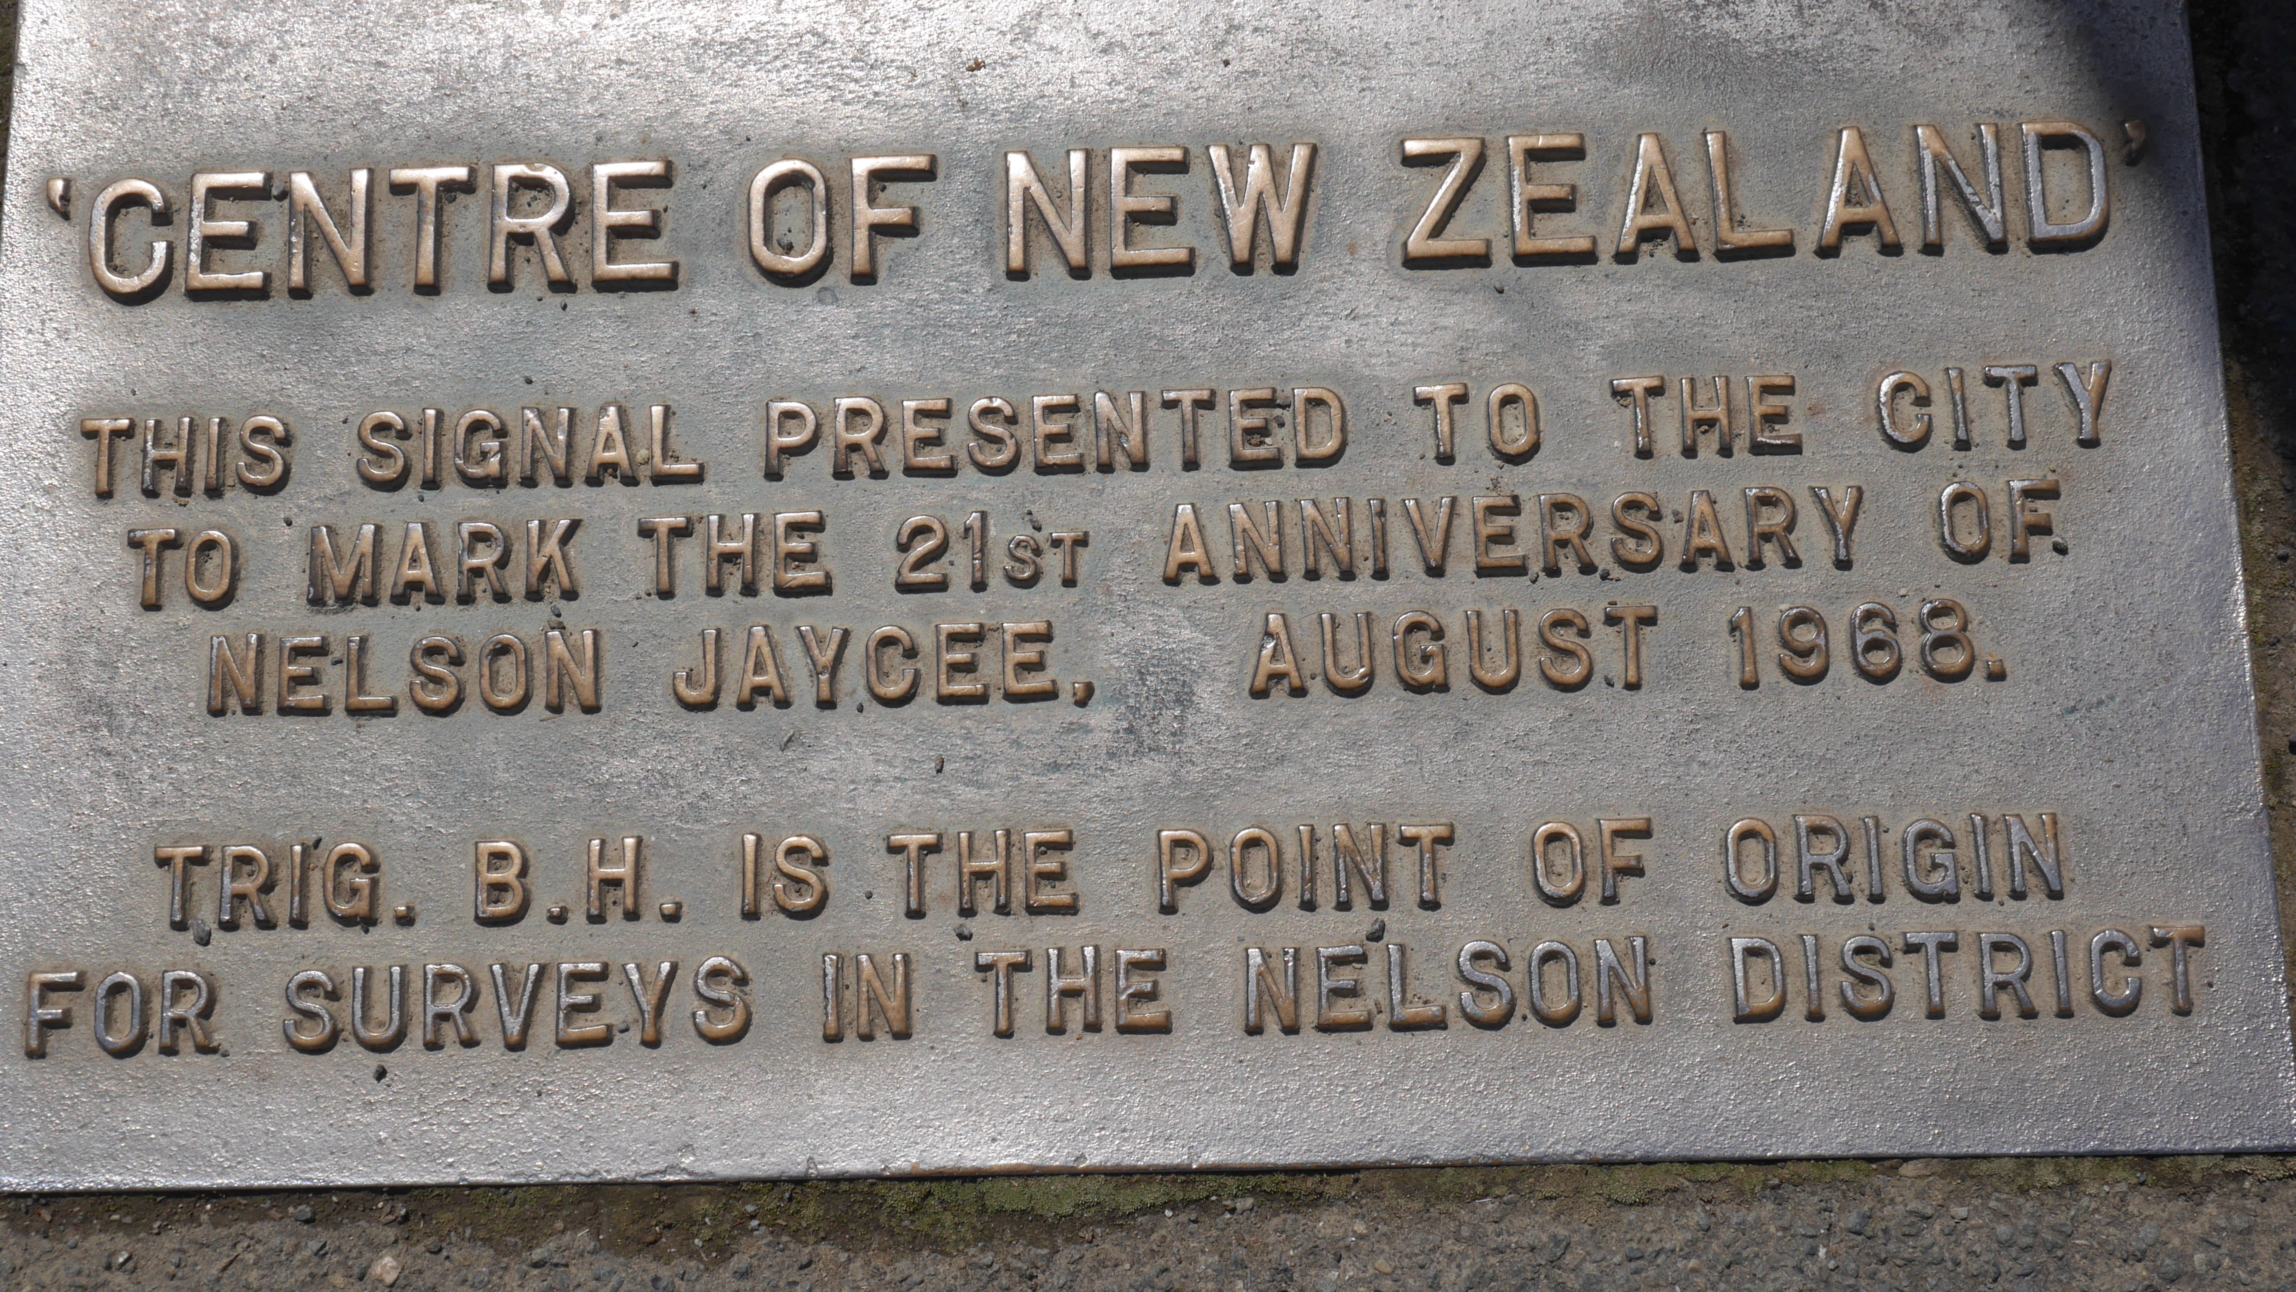 'CENTRE OF NEW ZEALAND'
THIS SIGNAL PRESENTED TO THE CITY
TO MARK THE 21ST ANNIVERSARY OF
NELSON JAYCEE, AUGUST 1968.
TRIG. B.H. IS THE POINT OF ORIGIN
FOR SURVEYS IN THE NELSON DISTRICT